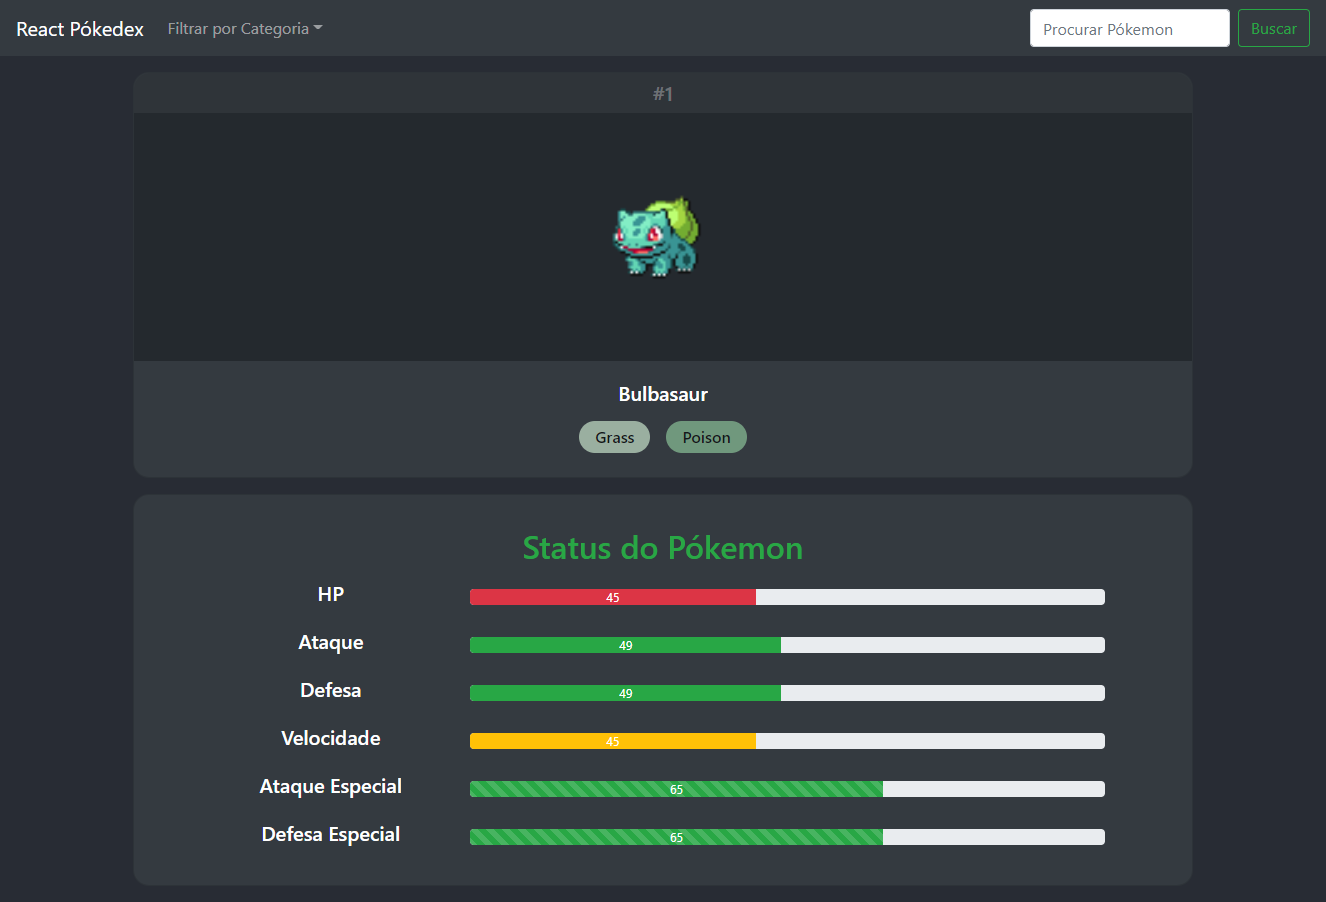 React Pókedex Filtrar por Categoria Procurar Pókemon Buscar
#1
Bulbasaur
Grass Poison
Status do Pókemon
HP 45
Ataque 49
Defesa 49
Velocidade 45
Ataque Especial 65
Defesa Especial 65